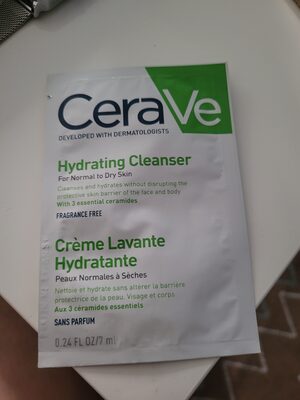 CeraVe
DEVELOPED WITH DERMATOLOGISTS
Hydrating Cleanser
For Normal to Dry Skin
Cleanses and hydrates without disrupting the
protective skin barrier of the face and body
With 3 essential ceramides
FRAGRANCE FREE
Crème Lavante
Hydratante
Peaux Normales à Sèches
Nettoie et hydrate sans altérer la barrière
protectrice de la peau. Visage et corps.
Aux 3 céramides essentiels
SANS PARFUM
0.24 FL OZ/7 mL